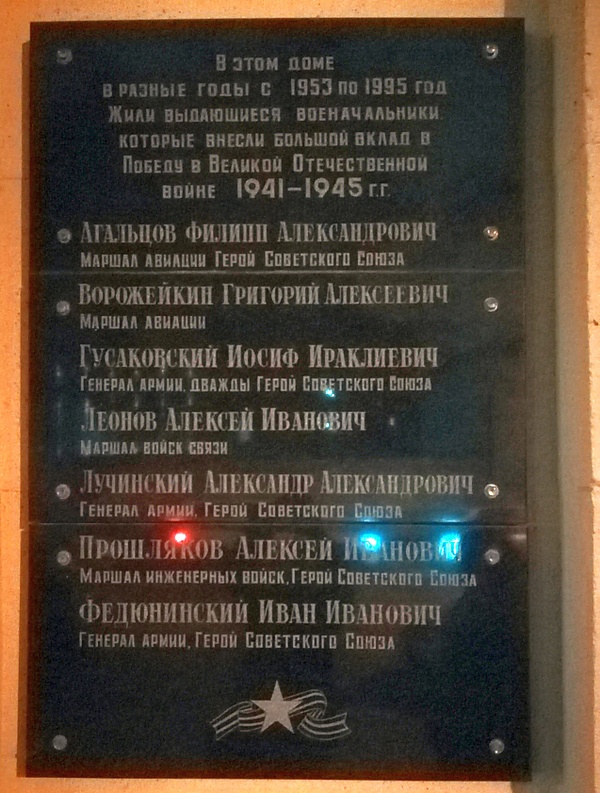 В этом доме
в разные годы с 1953 по 1995 год
Жили выдающиеся военачальники
которые внесли большой вклад в
Победу в Великой Отечественной
войне 1941-1945 г.г.
Агальцов Филипп Александрович
Маршал авиации Герой Советского Союза
Ворожейкин Григорий Алексеевич
Маршал авиации
Гусаковский Иосиф Ираклиевич
Генерал армии, дважды Герой Советского Союза
Леонов Алексей Иванович
Маршал войск связи
Лучинский Александр Александрович
Генерал армии, Герой Советского Союза
Прошляков Алексей Иванович
Маршал инженерных войск, Герой Советского Союза
Федюнинский Иван Иванович
Генерал армии, Герой Советского Союза